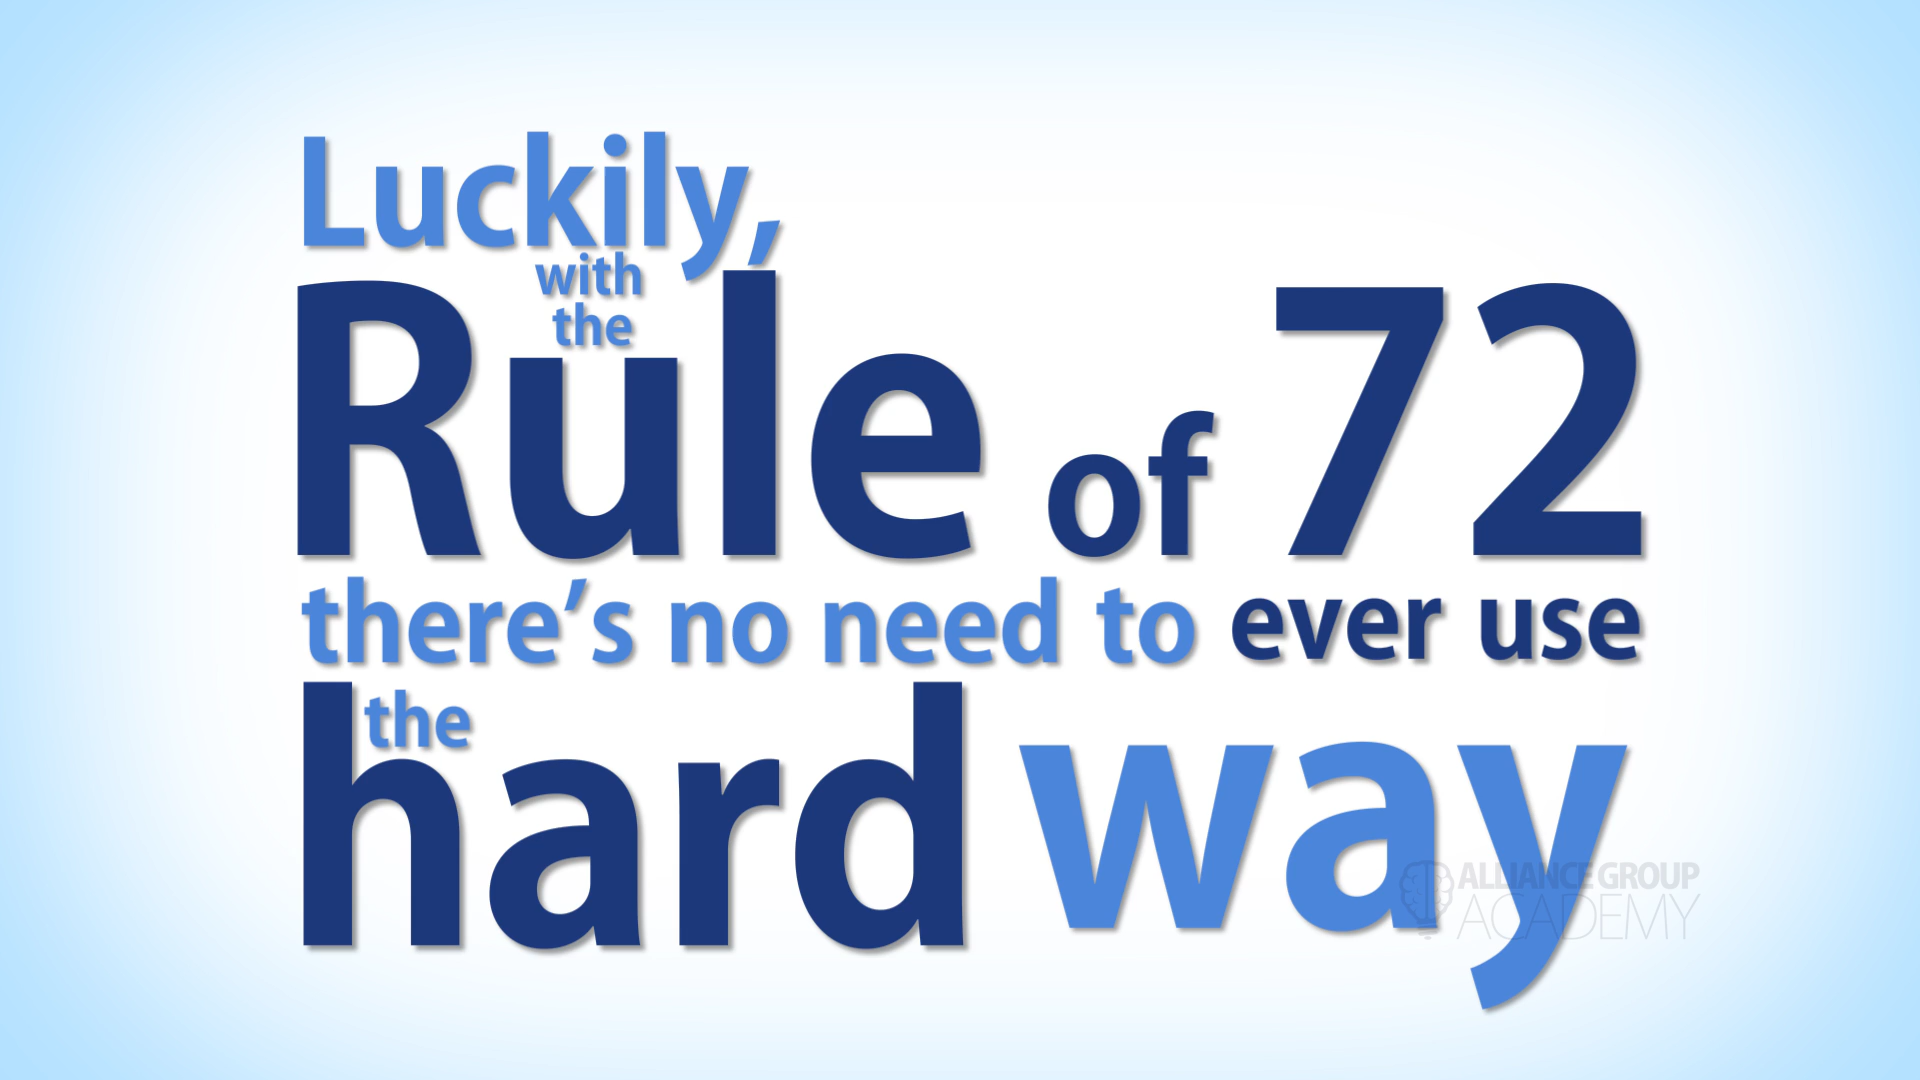 Luckily,
with
the
Rule of 72
there's no need to ever use
the
hard way
ALLIANCE GROUP
ACADEMY